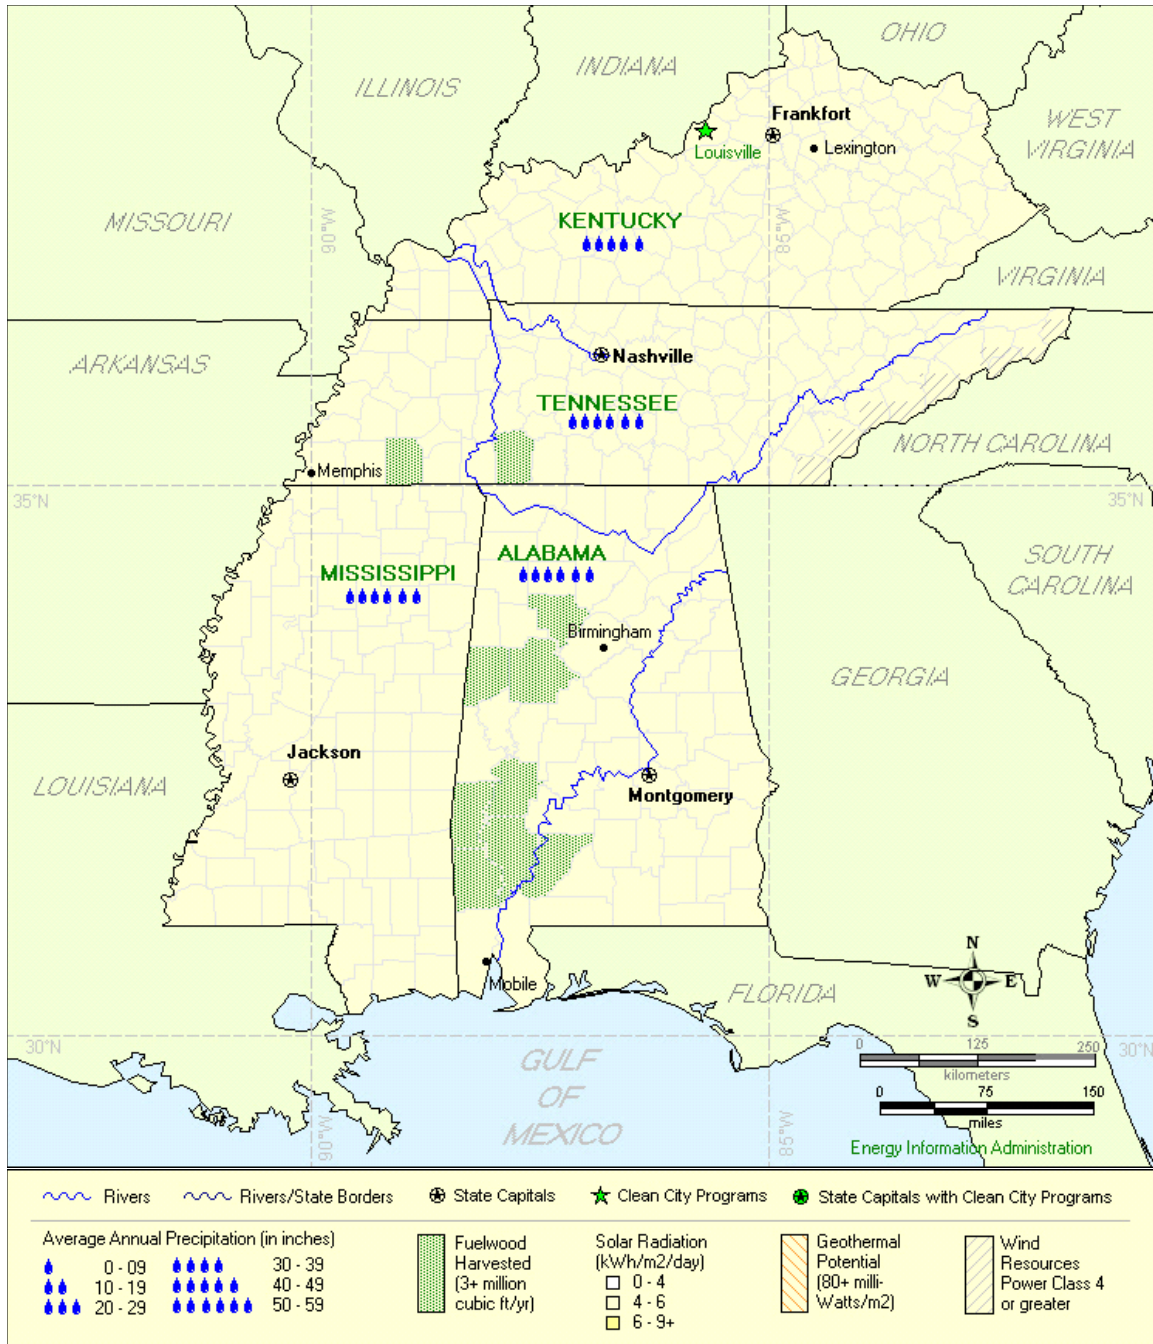 OHIO
INDIANA
ILLINOIS
WEST
VIRGINIA
Frankfort
Louisville
Lexington
MISSOURI
90°W
85°W
KENTUCKY
VIRGINIA
ARKANSAS
Nashville
TENNESSEE
NORTH CAROLINA
Memphis
35°N
35°N
ALABAMA
MISSISSIPPI
SOUTH
CAROLINA
Birmingham
GEORGIA
Jackson
LOUISIANA
Montgomery
N
W E
S
Mobile
FLORIDA
30°N
30°N
GULF
OF
MEXICO
0 125 250
kilometers
0 75 150
miles
90°W
85°W
Energy Information Administration
Rivers
Rivers/State Borders
State Capitals
Clean City Programs
State Capitals with Clean City Programs
Average Annual Precipitation (in inches)
0 - 09
30 - 39
10 - 19
40 - 49
20 - 29
50 - 59
Fuelwood
Harvested
(3+ million
cubic ft/yr)
Solar Radiation
(kWh/m2/day)
0 - 4
4 - 6
6 - 9+
Geothermal
Potential
(80+ milli-
Watts/m2)
Wind
Resources
Power Class 4
or greater